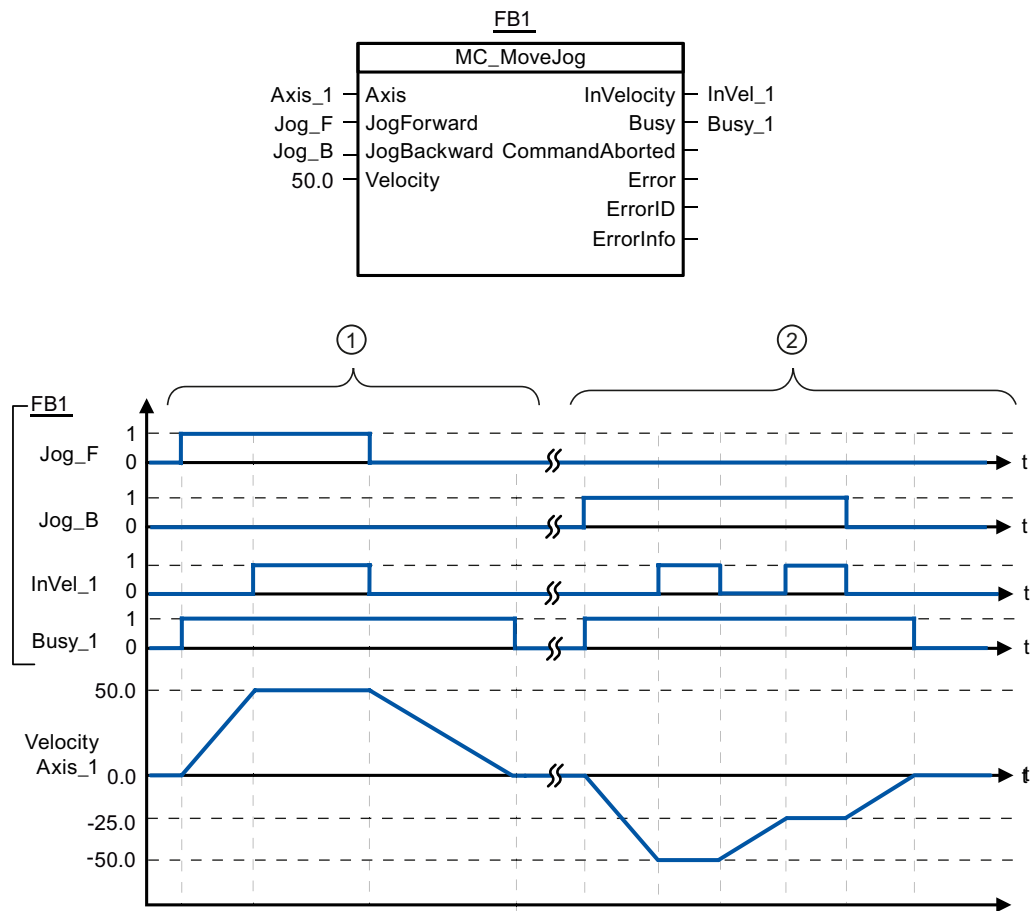 FB1
MC_MoveJog
Axis_1 Axis InVelocity InVel_1
Jog_F JogForward Busy Busy_1
Jog_B JogBackward CommandAborted
50.0 Velocity Error
ErrorID
ErrorInfo
1 2
FB1
1
Jog_F 0 t
1
Jog_B 0 t
1
InVel_1 0 t
1
Busy_1 0 t
50.0
Velocity
Axis_1 0.0 t
-25.0
-50.0